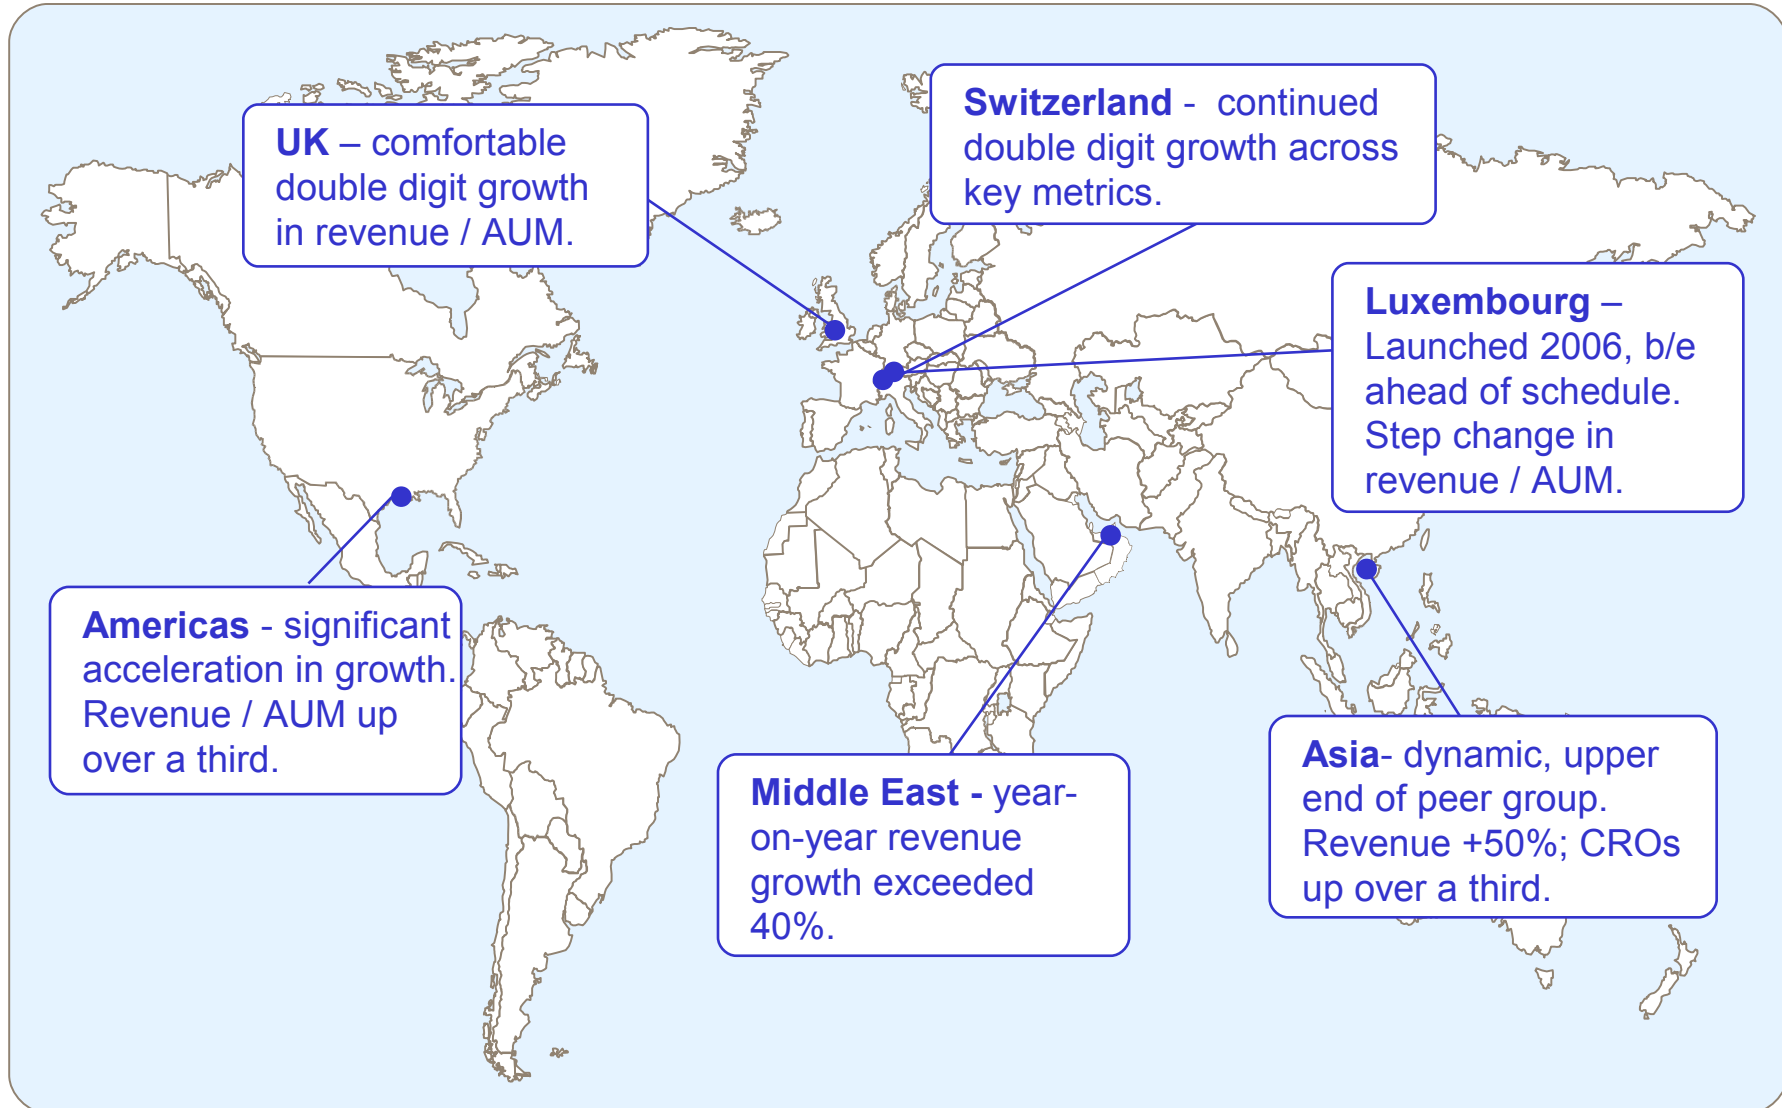 UK – comfortable
double digit growth
in revenue / AUM.
Switzerland - continued
double digit growth across
key metrics.
Luxembourg –
Launched 2006, b/e
ahead of schedule.
Step change in
revenue / AUM.
Americas - significant
acceleration in growth.
Revenue / AUM up
over a third.
Middle East - year-
on-year revenue
growth exceeded
40%.
Asia- dynamic, upper
end of peer group.
Revenue +50%; CROs
up over a third.